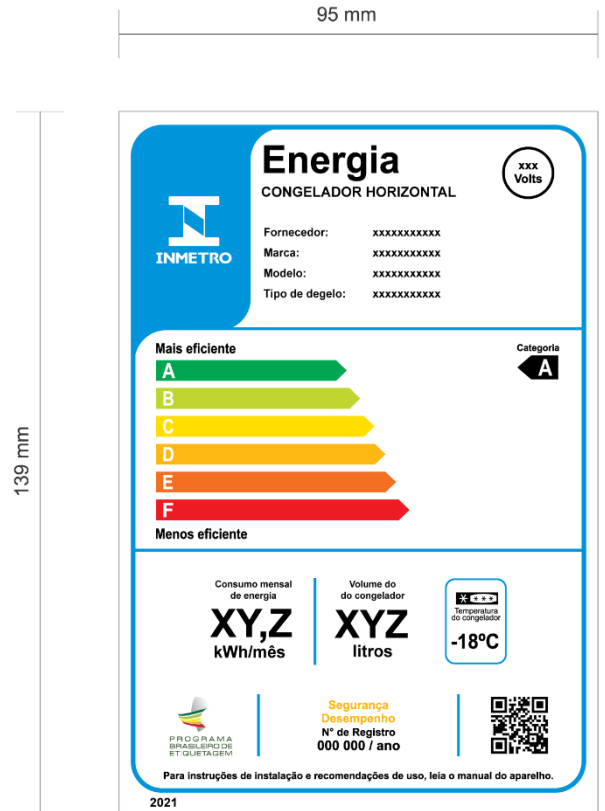 95 mm
139 mm
Energia
CONGELADOR HORIZONTAL
xxx
Volts
INMETRO
Fornecedor: xxxxxxxxxxx
Marca: xxxxxxxxxxx
Modelo: xxxxxxxxxxx
Tipo de degelo: xxxxxxxxxxx
Mais eficiente
Categoria
A
A
B
C
D
E
F
Menos eficiente
Consumo mensal
de energia
XY,Z
kWh/mês
Volume do
do congelador
XYZ
litros
Temperatura
do congelador
-18ºC
PROGRAMA
BRASILEIRO DE
ETIQUETAGEM
Segurança
Desempenho
N° de Registro
000 000 / ano
Para instruções de instalação e recomendações de uso, leia o manual do aparelho.
2021